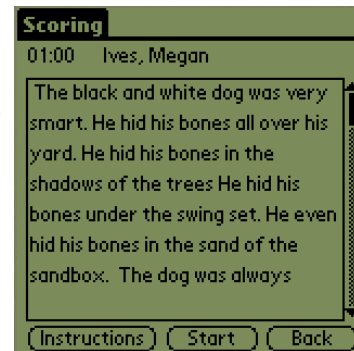 Scoring
01:00 Ives, Megan
The black and white dog was very
smart. He hid his bones all over his
yard. He hid his bones in the
shadows of the trees He hid his
bones under the swing set. He even
hid his bones in the sand of the
sandbox. The dog was always
Instructions Start Back